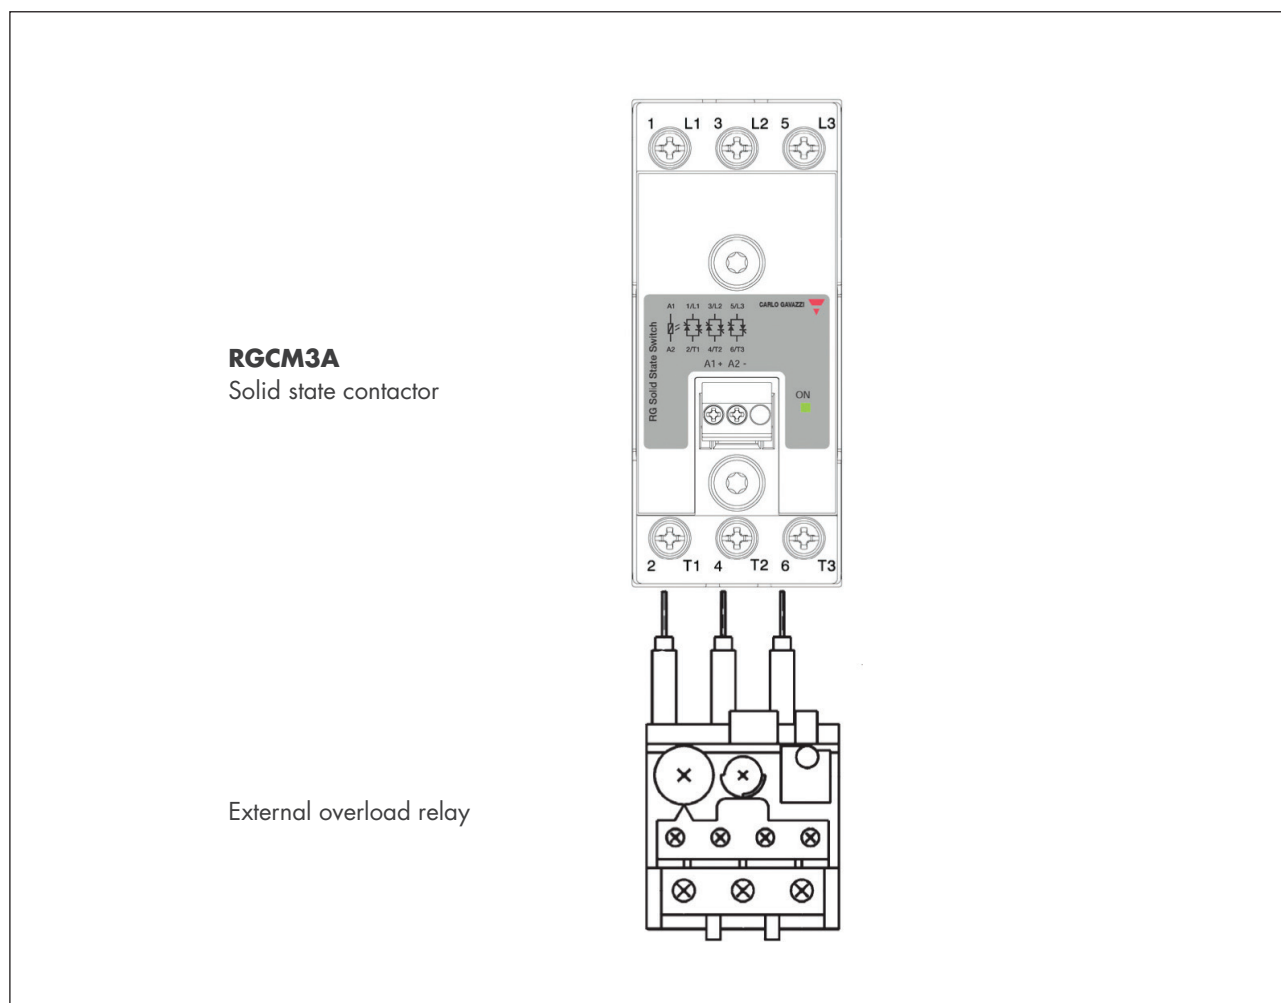 1 L1 3 L2 5 L3
CARLO GAVAZZI
A1 1/L1 3/L2 5/L3
A2 2/T1 4/T2 6/T3
A1 + A2 -
RG Solid State Switch
ON
RGCM3A
Solid state contactor
2 T1 4 T2 6 T3
External overload relay